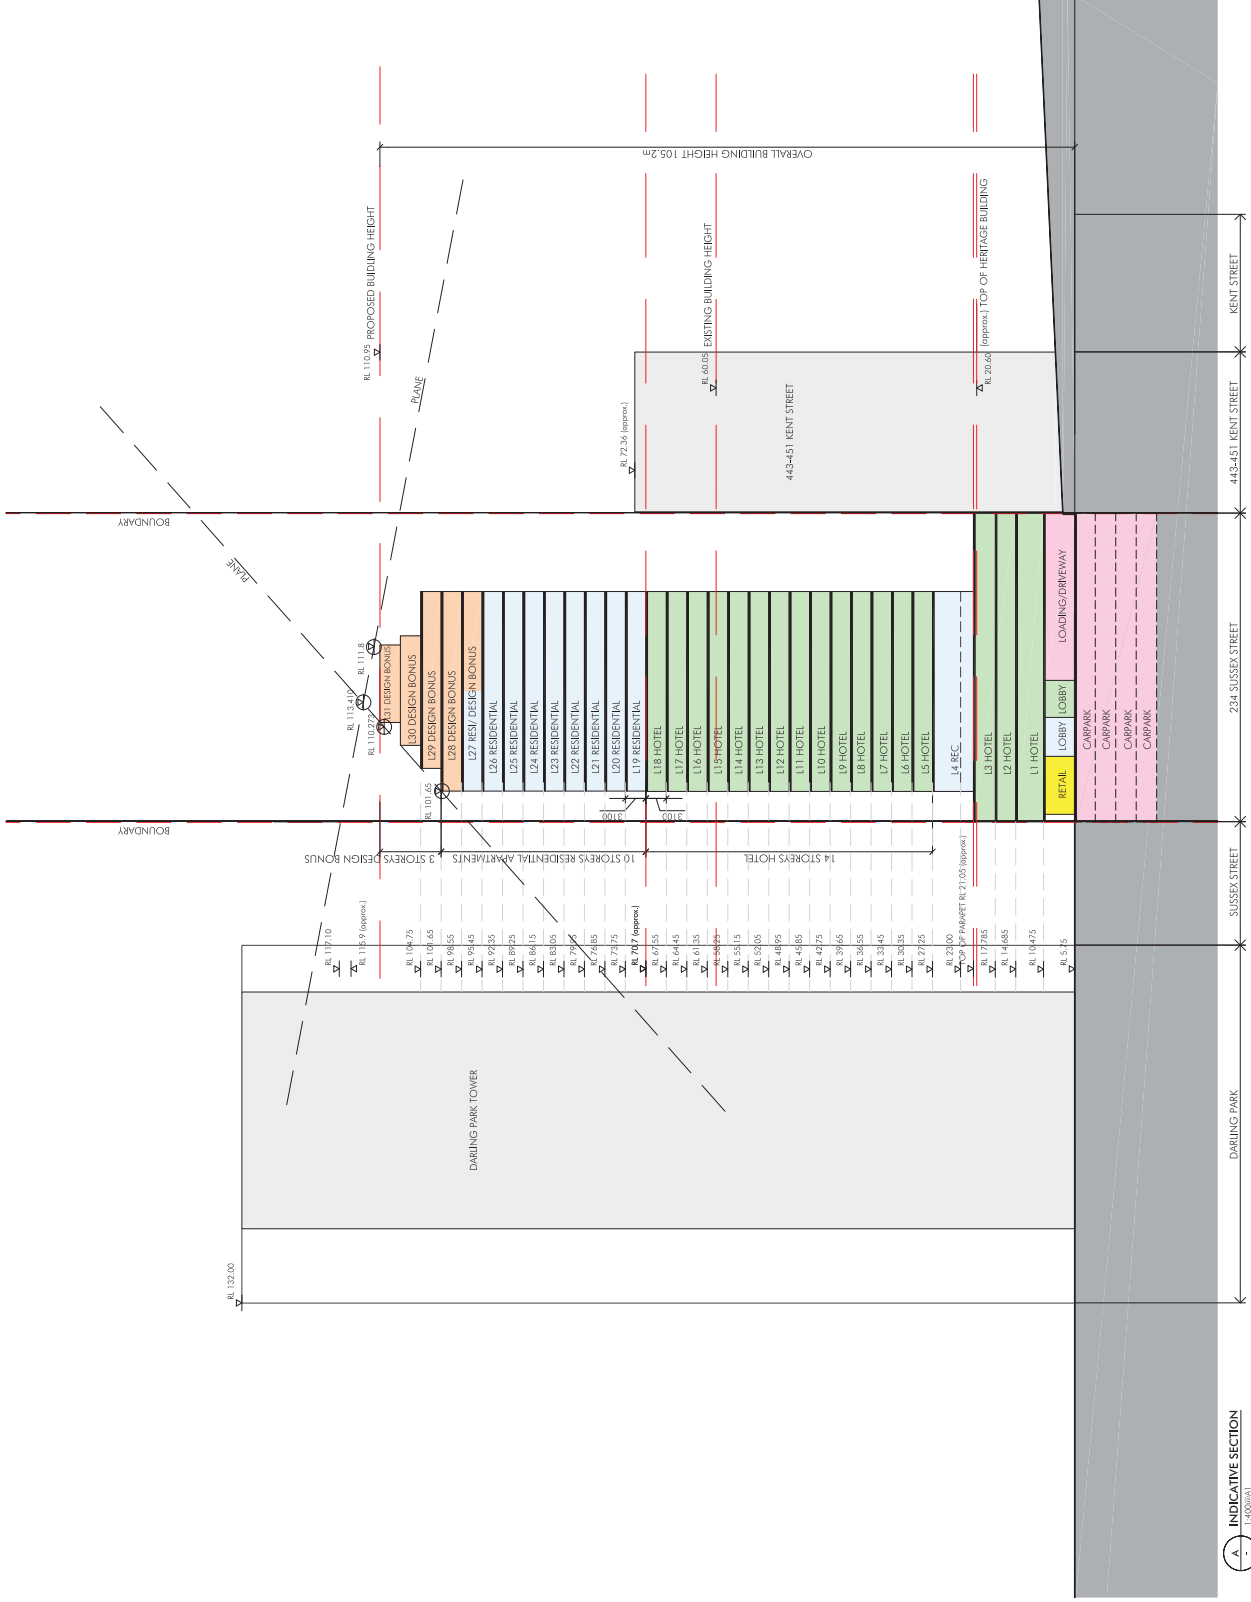 BOUNDARY
BOUNDARY
PLANE
PLANE
OVERALL BUILDING HEIGHT 105.2m
RL 110.95 PROPOSED BUIDLING HEIGHT
RL 60.05 EXISTING BUILDING HEIGHT
RL 20.60 (approx.) TOP OF HERITAGE BUILDING
RL 72.36 (approx.)
443-451 KENT STREET
RL 111.8
RL 113.410
RL 110.273
RL 101.65
L31 DESIGN BONUS
L30 DESIGN BONUS
L29 DESIGN BONUS
L28 DESIGN BONUS
L27 RESI/ DESIGN BONUS
L26 RESIDENTIAL
L25 RESIDENTIAL
L24 RESIDENTIAL
L23 RESIDENTIAL
L22 RESIDENTIAL
L21 RESIDENTIAL
L20 RESIDENTIAL
L19 RESIDENTIAL
L18 HOTEL
L17 HOTEL
L16 HOTEL
L15 HOTEL
L14 HOTEL
L13 HOTEL
L12 HOTEL
L11 HOTEL
L10 HOTEL
L9 HOTEL
L8 HOTEL
L7 HOTEL
L6 HOTEL
L5 HOTEL
L4 REC
L3 HOTEL
L2 HOTEL
L1 HOTEL
RETAIL
LOBBY
LOBBY
LOADING/DRIVEWAY
CARPARK
CARPARK
CARPARK
CARPARK
3100
3100
3 STOREYS DESIGN BONUS
10 STOREYS RESIDENTIAL APARTMENTS
14 STOREYS HOTEL
RL 117.10
RL 115.9 (approx.)
RL 104.75
RL 101.65
RL 98.55
RL 95.45
RL 92.35
RL 89.25
RL 86.15
RL 83.05
RL 79.95
RL 76.85
RL 73.75
RL 67.55
RL 64.45
RL 61.35
RL 58.25
RL 55.15
RL 52.05
RL 48.95
RL 45.85
RL 42.75
RL 39.65
RL 36.55
RL 33.45
RL 30.35
RL 27.25
RL 23.00
TOP OF PARAPET RL 21.05 (approx)
RL 17.785
RL 14.685
RL 10.475
RL 5.75
DARLING PARK TOWER
RL 132.00
KENT STREET
443-451 KENT STREET
234 SUSSEX STREET
SUSSEX STREET
DARLING PARK
A
-
INDICATIVE SECTION
1:400@A1